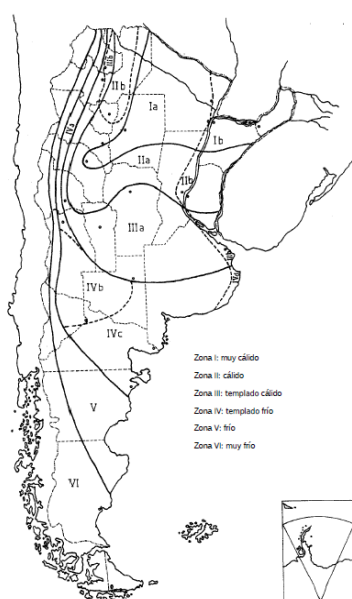 IIIb
IIb
Ia
IVa
Ib
IIa
IIb
IIIa
IVb
IVc
Zona I: muy cálido
Zona II: cálido
Zona III: templado cálido
Zona IV: templado frío
V
Zona V: frío
Zona VI: muy frío
VI